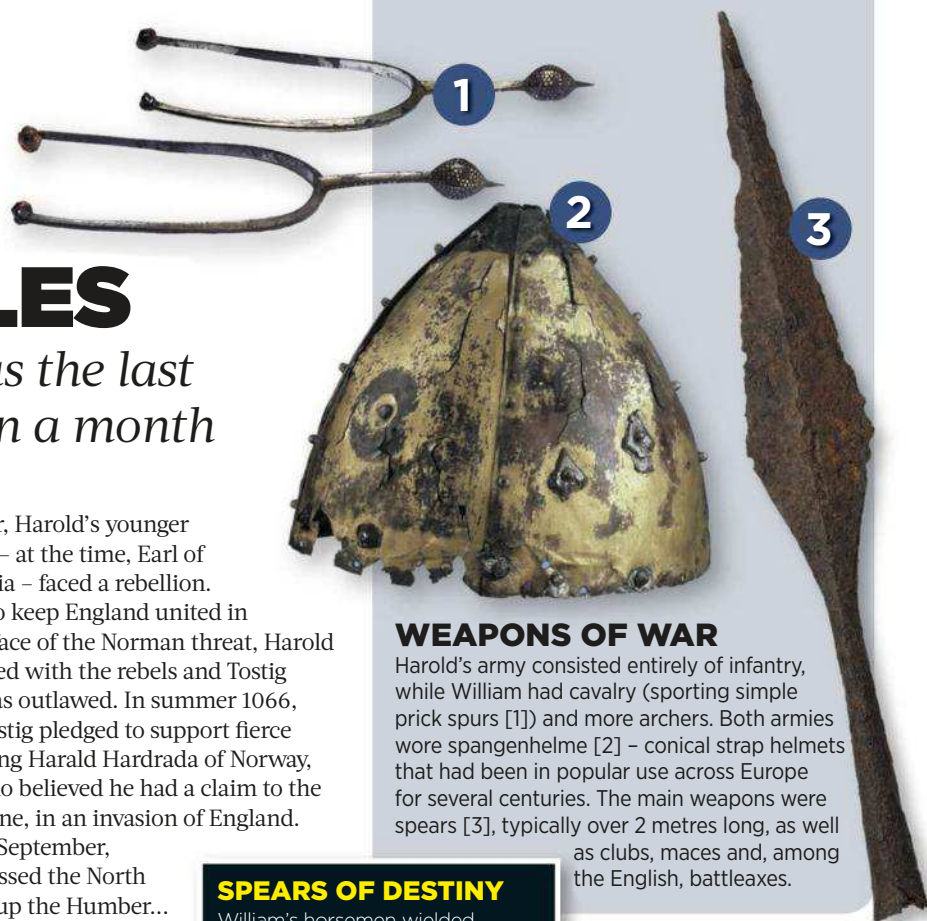 1
2
3
LES
as the last
n a month
r, Harold’s younger
– at the time, Earl of
ia – faced a rebellion.
o keep England united in
face of the Norman threat, Harold
ed with the rebels and Tostig
as outlawed. In summer 1066,
stig pledged to support fierce
ng Harald Hardrada of Norway,
o believed he had a claim to the
ne, in an invasion of England.
September,
ssed the North
up the Humber...
WEAPONS OF WAR
Harold’s army consisted entirely of infantry,
while William had cavalry (sporting simple
prick spurs [1]) and more archers. Both armies
wore spangenhelme [2] – conical strap helmets
that had been in popular use across Europe
for several centuries. The main weapons were
spears [3], typically over 2 metres long, as well
as clubs, maces and, among
the English, battleaxes.
SPEARS OF DESTINY
William’s horsemen wielded